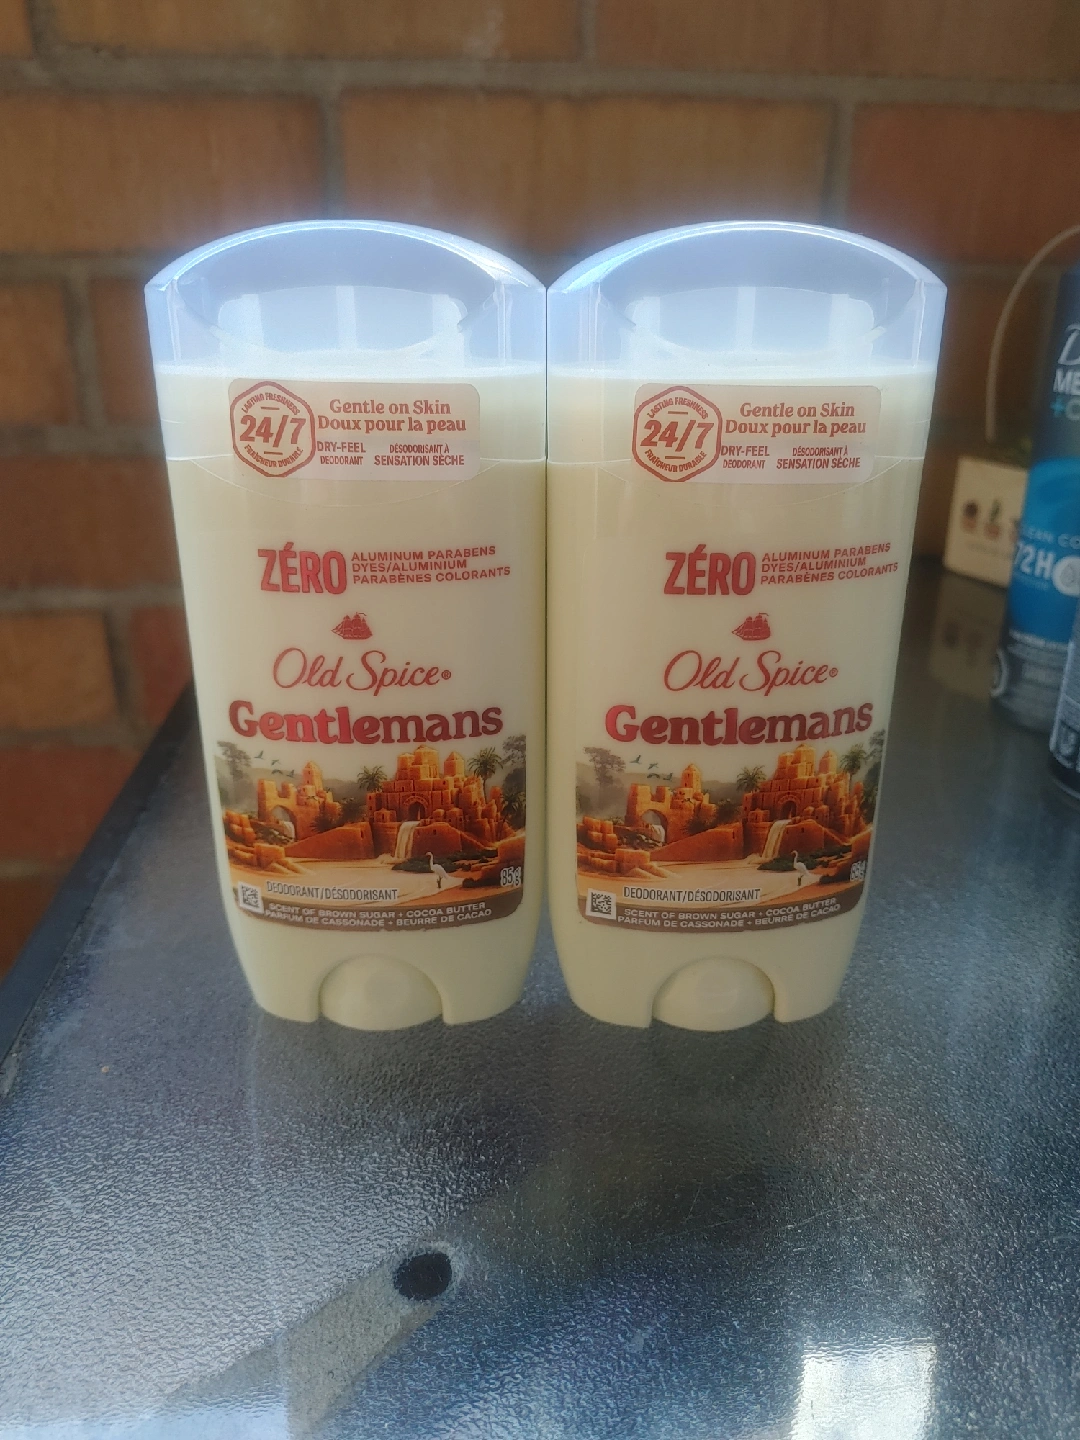 LASTING FRESHNESS
24/7
FRAÎCHEUR DURABLE
Gentle on Skin
Doux pour la peau
DRY-FEEL
DEODORANT
DÉSODORISANT À
SENSATION SÈCHE
ZÉRO
ALUMINUM PARABENS
DYES/ALUMINIUM
PARABÈNES COLORANTS
Old Spice®
Gentlemans
85 g
DEODORANT/DÉSODORISANT
SCENT OF BROWN SUGAR + COCOA BUTTER
PARFUM DE CASSONADE + BEURRE DE CACAO
LASTING FRESHNESS
24/7
FRAÎCHEUR DURABLE
Gentle on Skin
Doux pour la peau
DRY-FEEL
DEODORANT
DÉSODORISANT À
SENSATION SÈCHE
ZÉRO
ALUMINUM PARABENS
DYES/ALUMINIUM
PARABÈNES COLORANTS
Old Spice®
Gentlemans
85 g
DEODORANT/DÉSODORISANT
SCENT OF BROWN SUGAR + COCOA BUTTER
PARFUM DE CASSONADE + BEURRE DE CACAO
72H